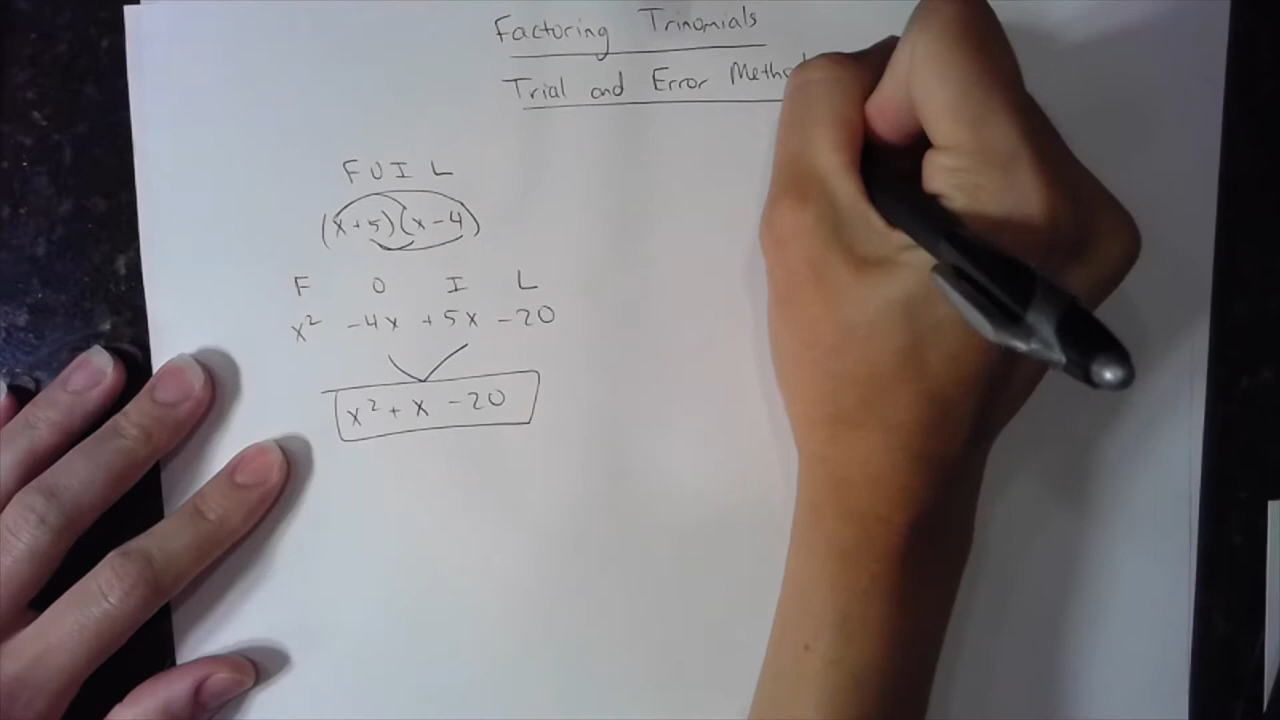 Factoring Trinomials
Trial and Error
F O I L
(x+5)(x-4)
F O I L
x² -4x +5x -20
x² + x -20